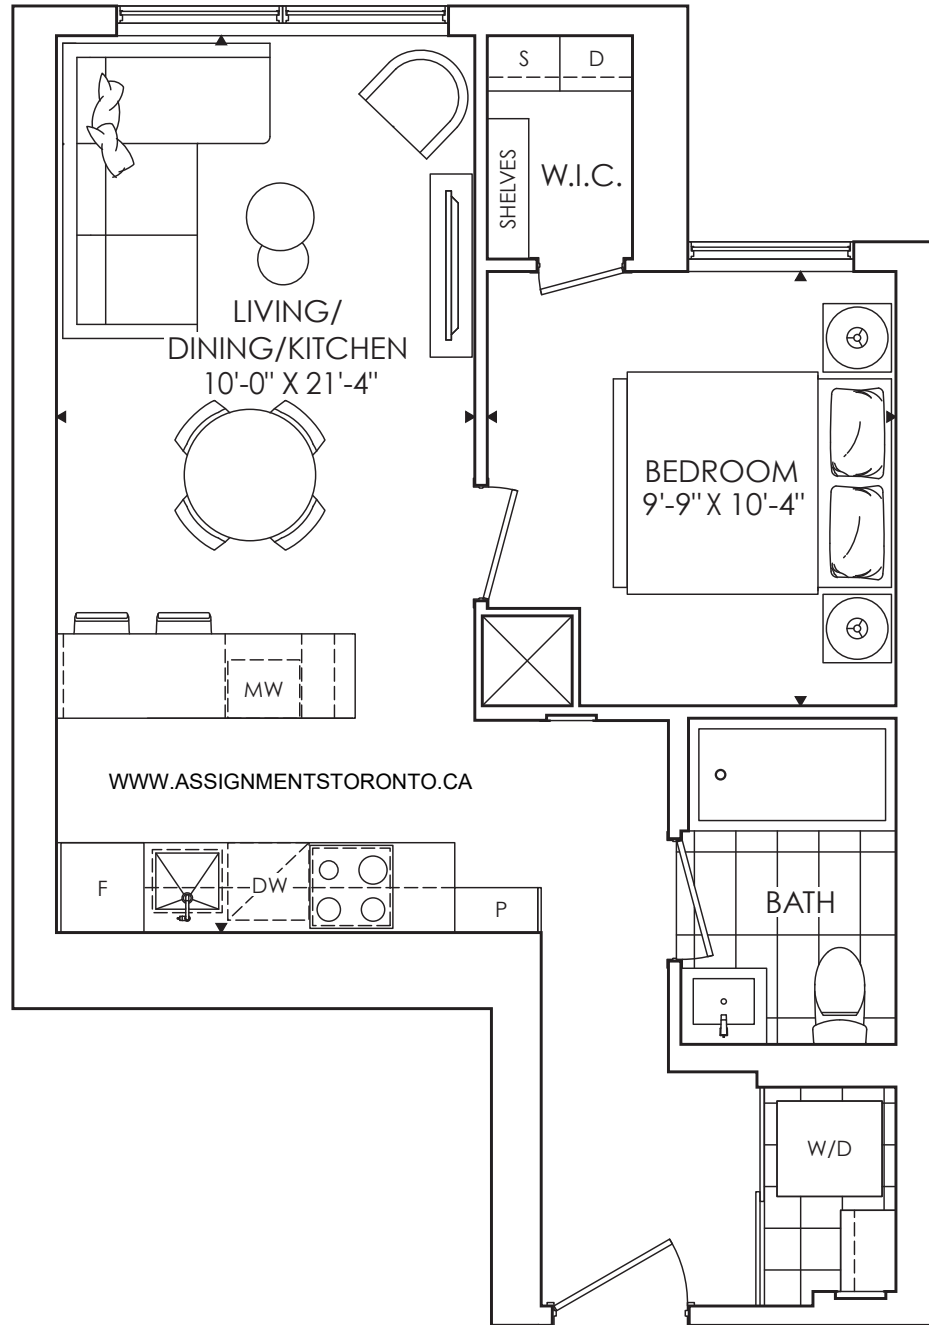 S
D
SHELVES
W.I.C.
LIVING/
DINING/KITCHEN
10'-0" X 21'-4"
BEDROOM
9'-9" X 10'-4"
MW
WWW.ASSIGNMENTSTORONTO.CA
F
DW
P
BATH
W/D